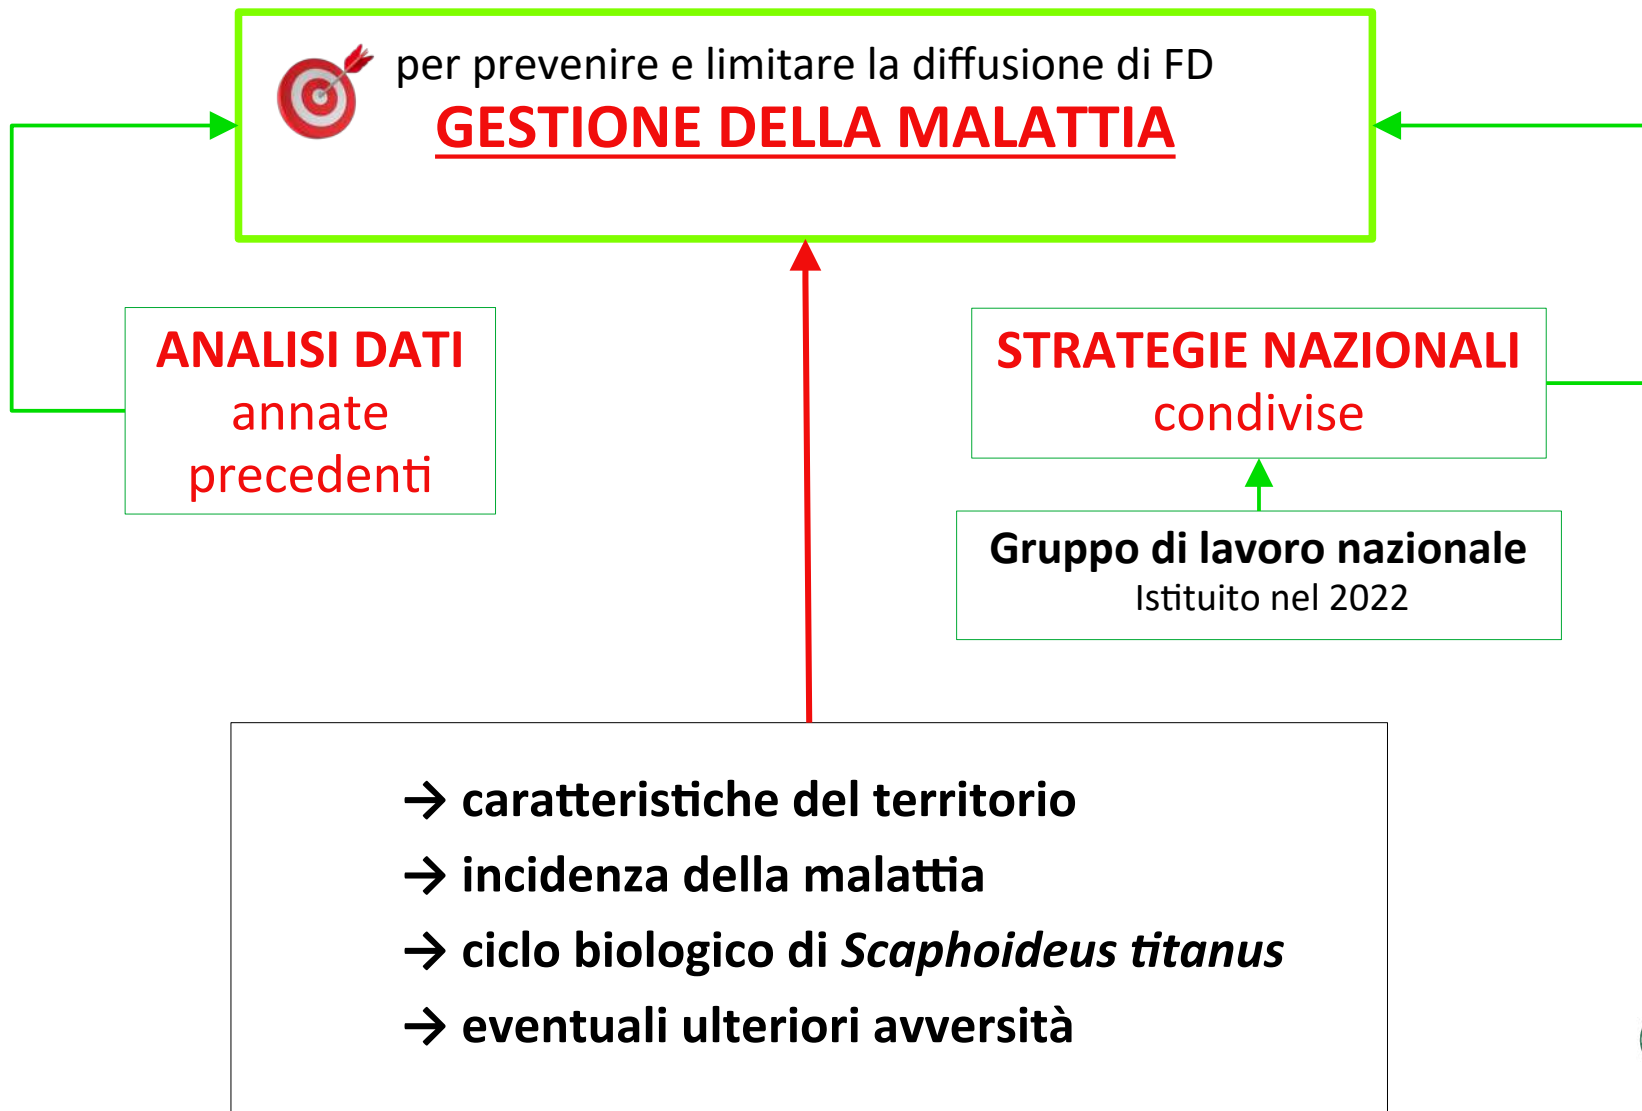 per prevenire e limitare la diffusione di FD
GESTIONE DELLA MALATTIA
ANALISI DATI
annate
precedenti
STRATEGIE NAZIONALI
condivise
Gruppo di lavoro nazionale
Istituito nel 2022
→ caratteristiche del territorio
→ incidenza della malattia
→ ciclo biologico di Scaphoideus titanus
→ eventuali ulteriori avversità